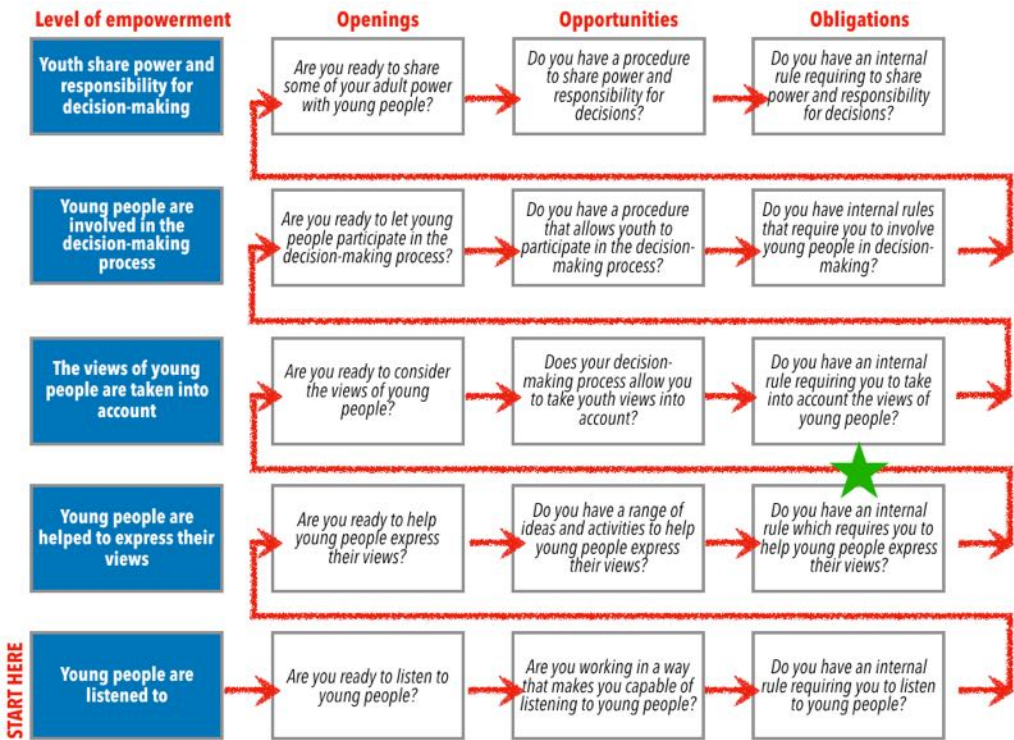 Level of empowerment
Openings
Opportunities
Obligations
Youth share power and
responsibility for
decision-making
Are you ready to share
some of your adult power
with young people?
Do you have a procedure
to share power and
responsibility for
decisions?
Do you have an internal
rule requiring to share
power and responsibility
for decisions?
Young people are
involved in the
decision-making
process
Are you ready to let young
people participate in the
decision-making process?
Do you have a procedure
that allows youth to
participate in the decision-
making process?
Do you have internal rules
that require you to involve
young people in decision-
making?
The views of young
people are taken into
account
Are you ready to consider
the views of young
people?
Does your decision-
making process allow you
to take youth views into
account?
Do you have an internal
rule requiring you to take
into account the views of
young people?
Young people are
helped to express their
views
Are you ready to help
young people express
their views?
Do you have a range of
ideas and activities to help
young people express
their views?
Do you have an internal
rule which requires you to
help young people express
their views?
START HERE
Young people are
listened to
Are you ready to listen to
young people?
Are you working in a way
that makes you capable of
listening to young people?
Do you have an internal
rule requiring you to listen
to young people?